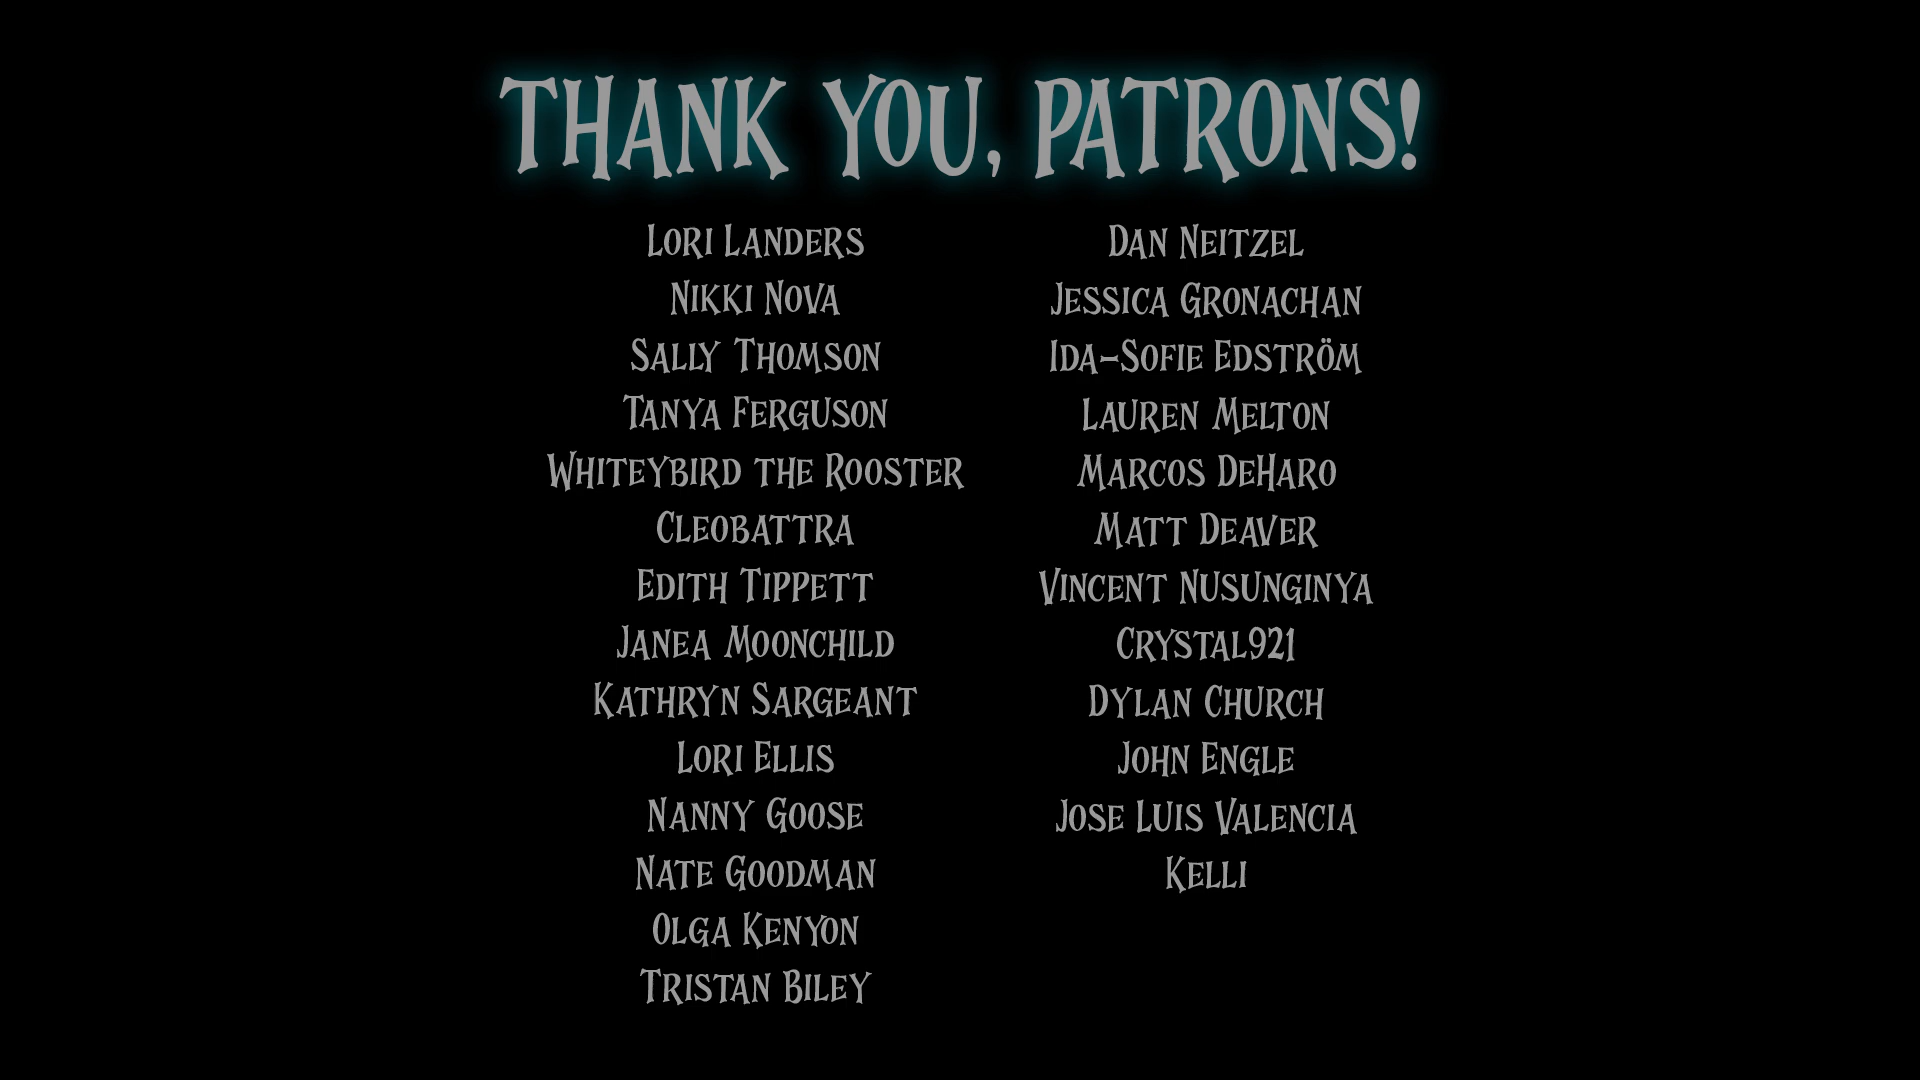 THANK YOU, PATRONS!
LORI LANDERS
NIKKI NOVA
SALLY THOMSON
TANYA FERGUSON
WHITEYBIRD THE ROOSTER
CLEOBATTRA
EDITH TIPPETT
JANEA MOONCHILD
KATHRYN SARGEANT
LORI ELLIS
NANNY GOOSE
NATE GOODMAN
OLGA KENYON
TRISTAN BILEY
DAN NEITZEL
JESSICA GRONACHAN
IDA-SOFIE EDSTRÖM
LAUREN MELTON
MARCOS DEHARO
MATT DEAVER
VINCENT NUSUNGINYA
CRYSTAL921
DYLAN CHURCH
JOHN ENGLE
JOSE LUIS VALENCIA
KELLI